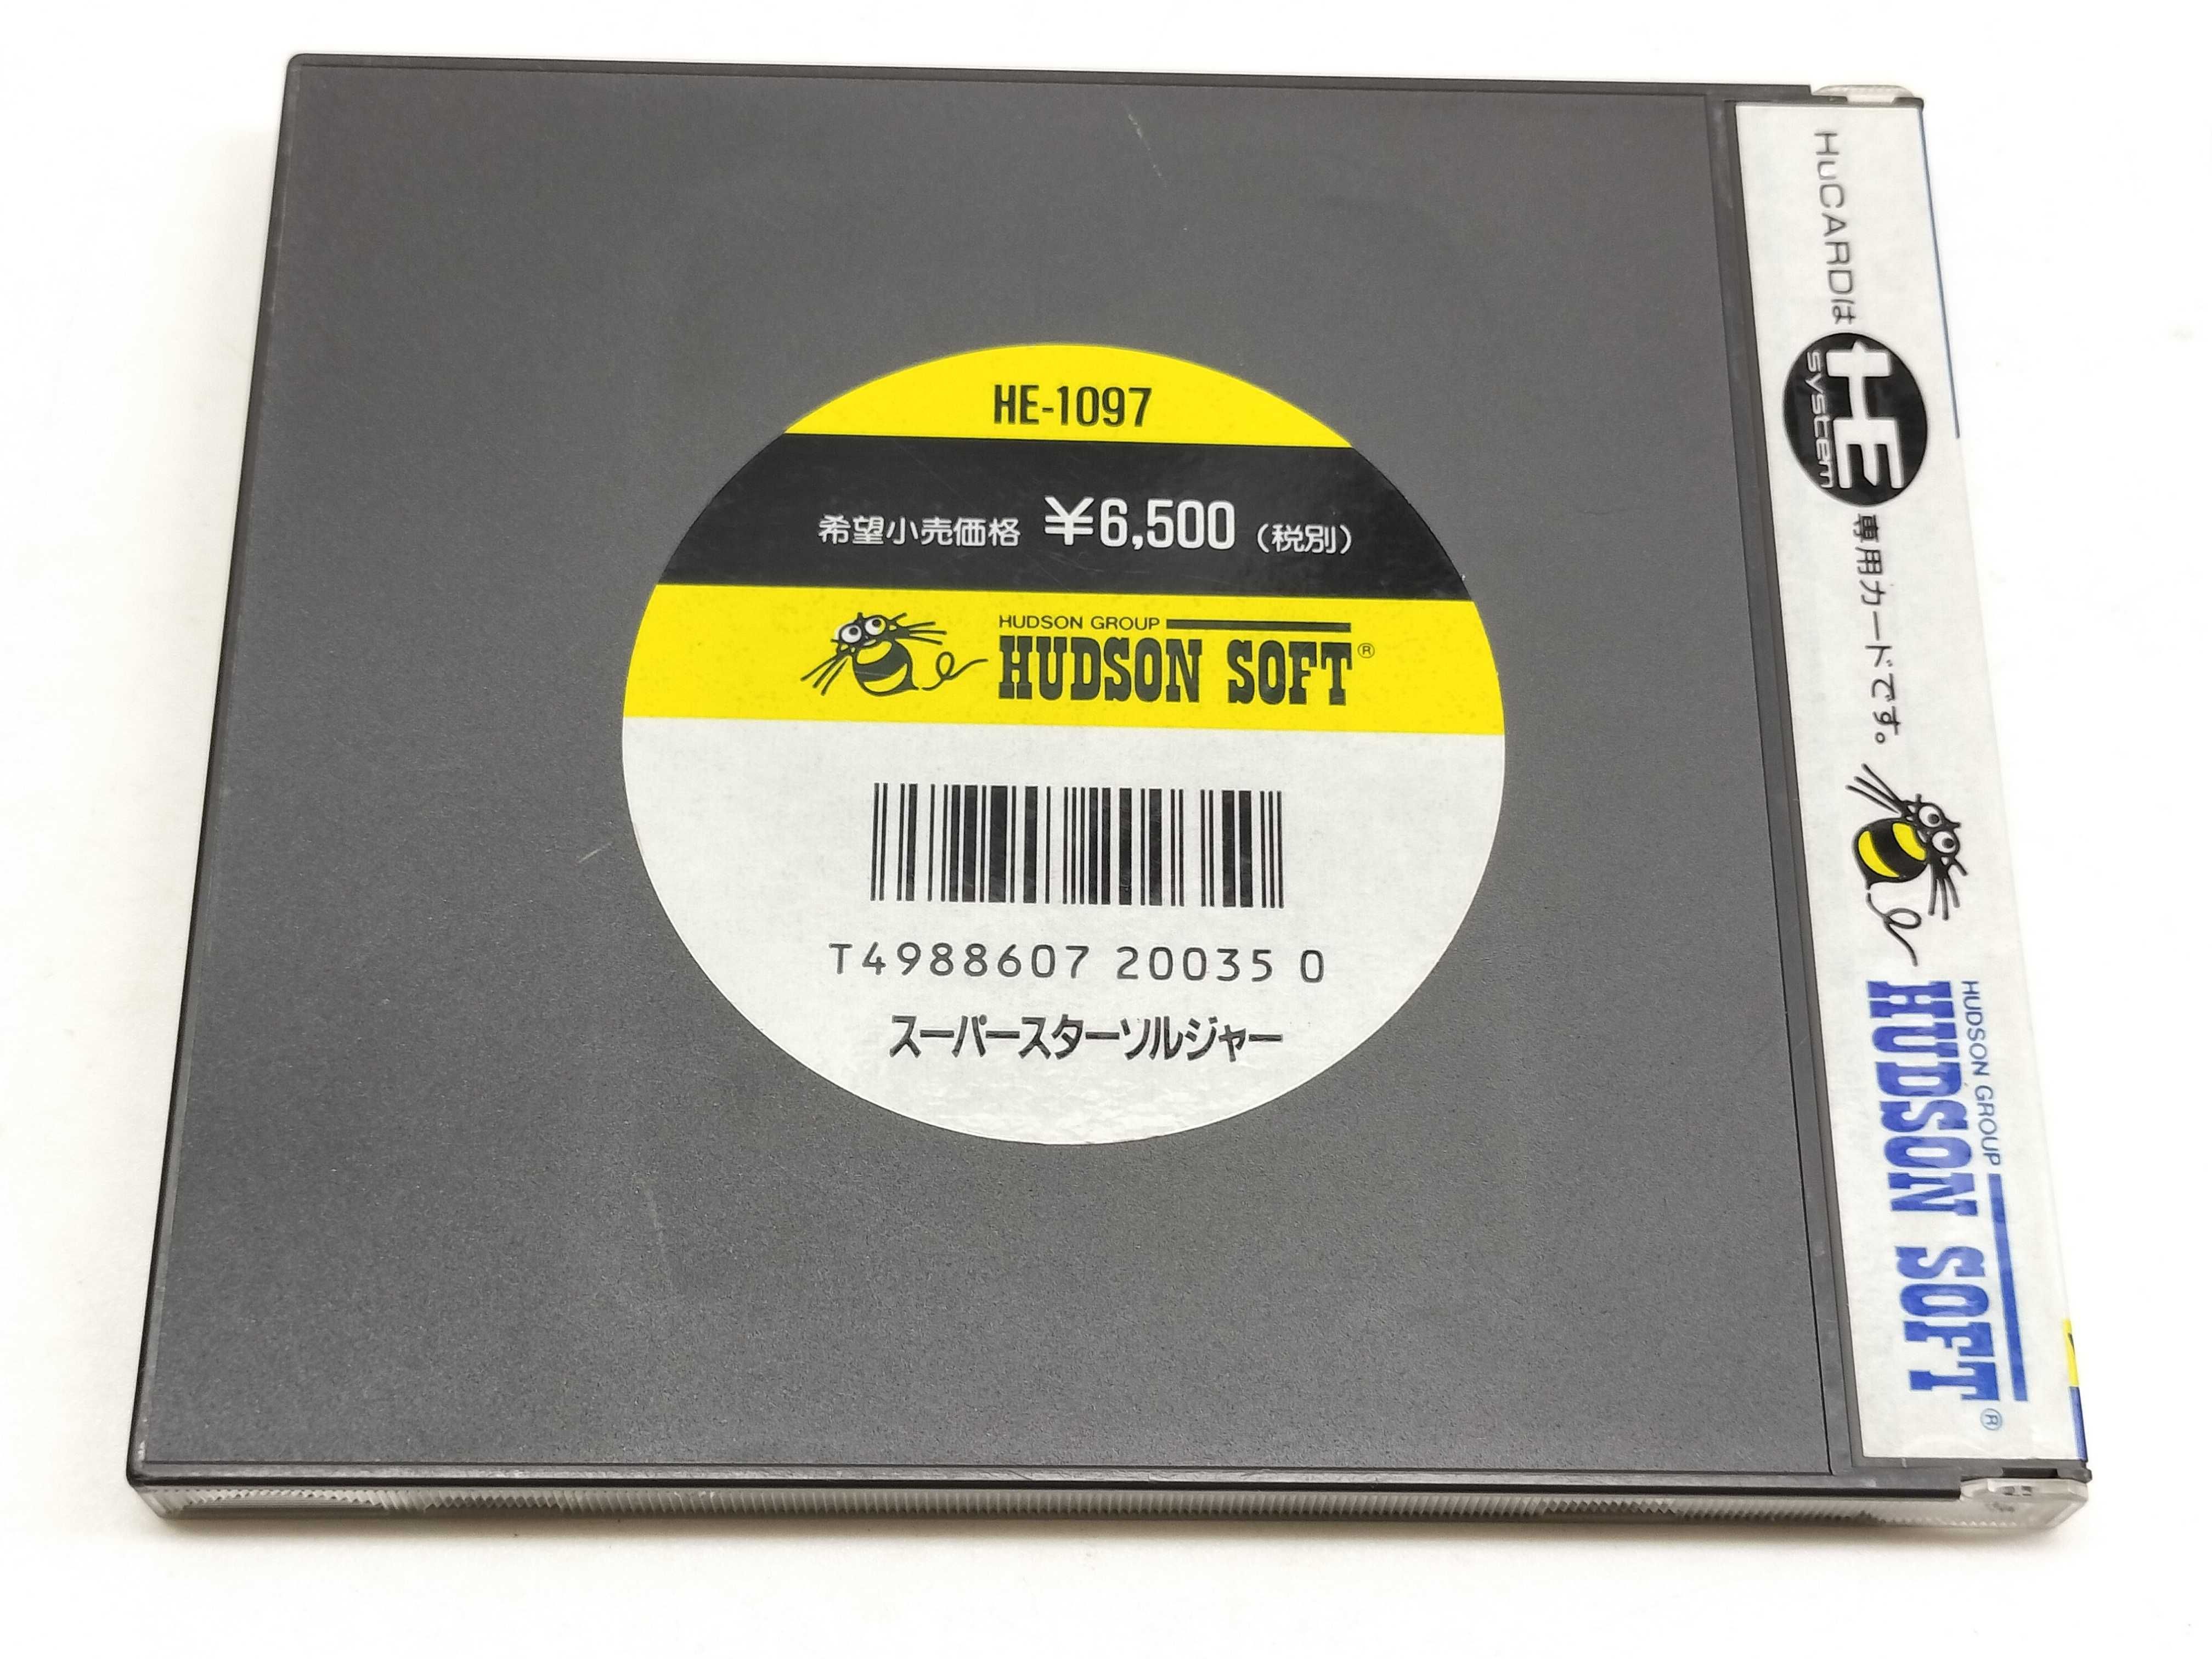 HE-1097
希望小売価格 ¥6,500 (税別)
HUDSON GROUP
HUDSON SOFT®
T4988607 20035 0
スーパースターソルジャー
HuCARDは HE system 専用カードです。
HUDSON GROUP
HUDSON SOFT®